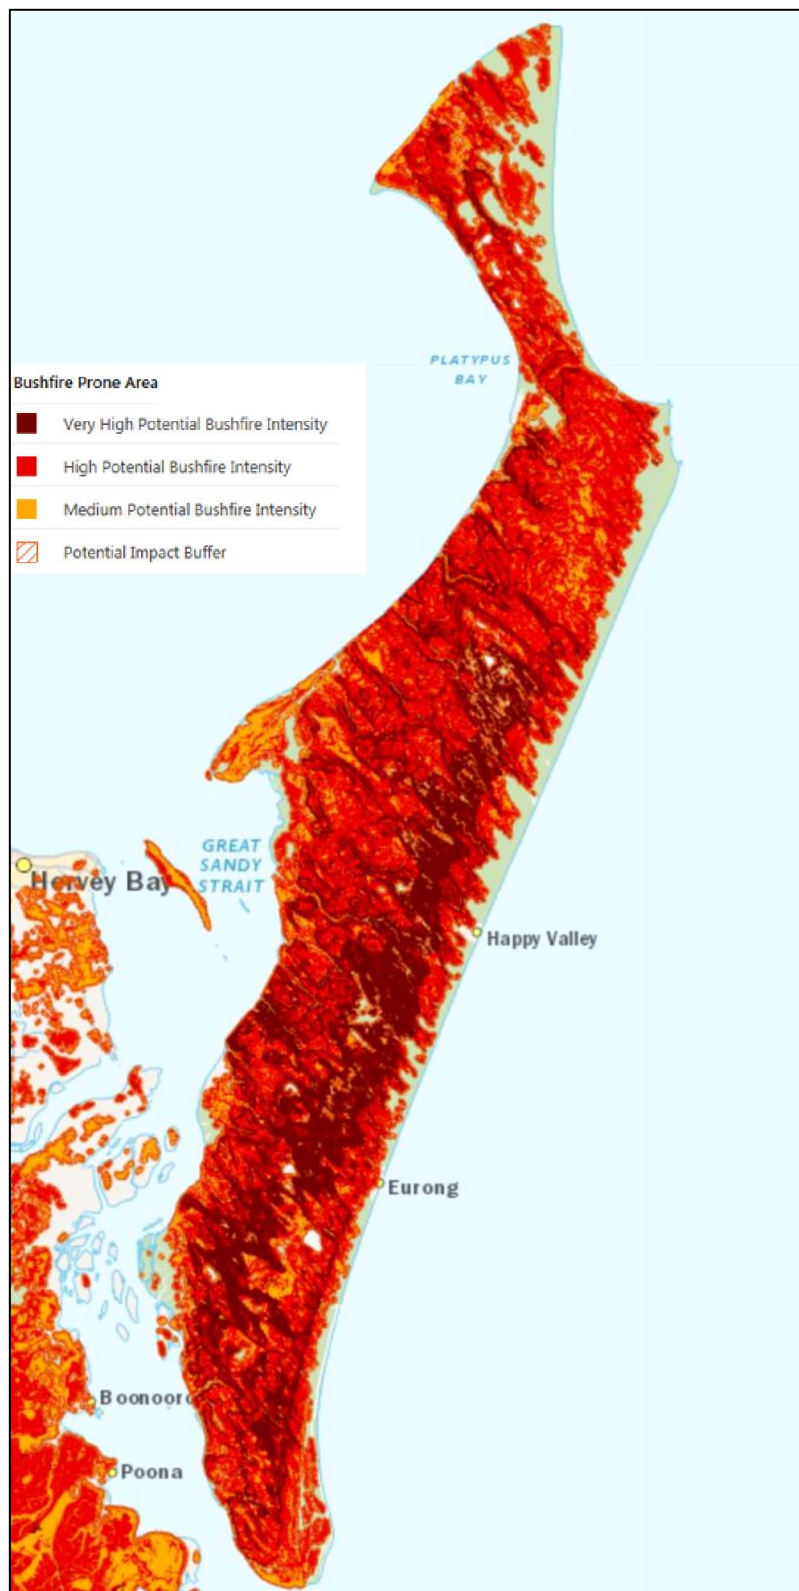 PLATYPUS
BAY
Bushfire Prone Area
Very High Potential Bushfire Intensity
High Potential Bushfire Intensity
Medium Potential Bushfire Intensity
Potential Impact Buffer
GREAT
SANDY
STRAIT
Hervey Bay
Happy Valley
Eurong
Boonooro
Poona